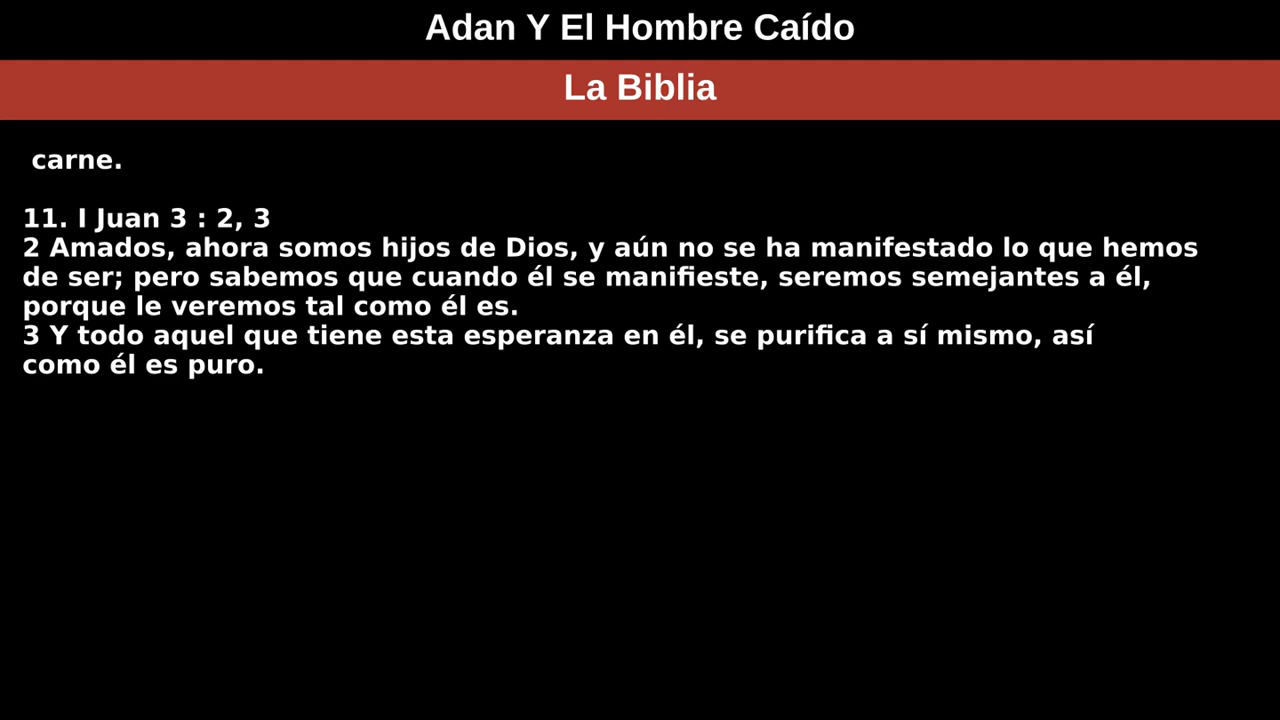 Adan Y El Hombre Caído
La Biblia
carne.
11. I Juan 3 : 2, 3
2 Amados, ahora somos hijos de Dios, y aún no se ha manifestado lo que hemos
de ser; pero sabemos que cuando él se manifieste, seremos semejantes a él,
porque le veremos tal como él es.
3 Y todo aquel que tiene esta esperanza en él, se purifica a sí mismo, así
como él es puro.